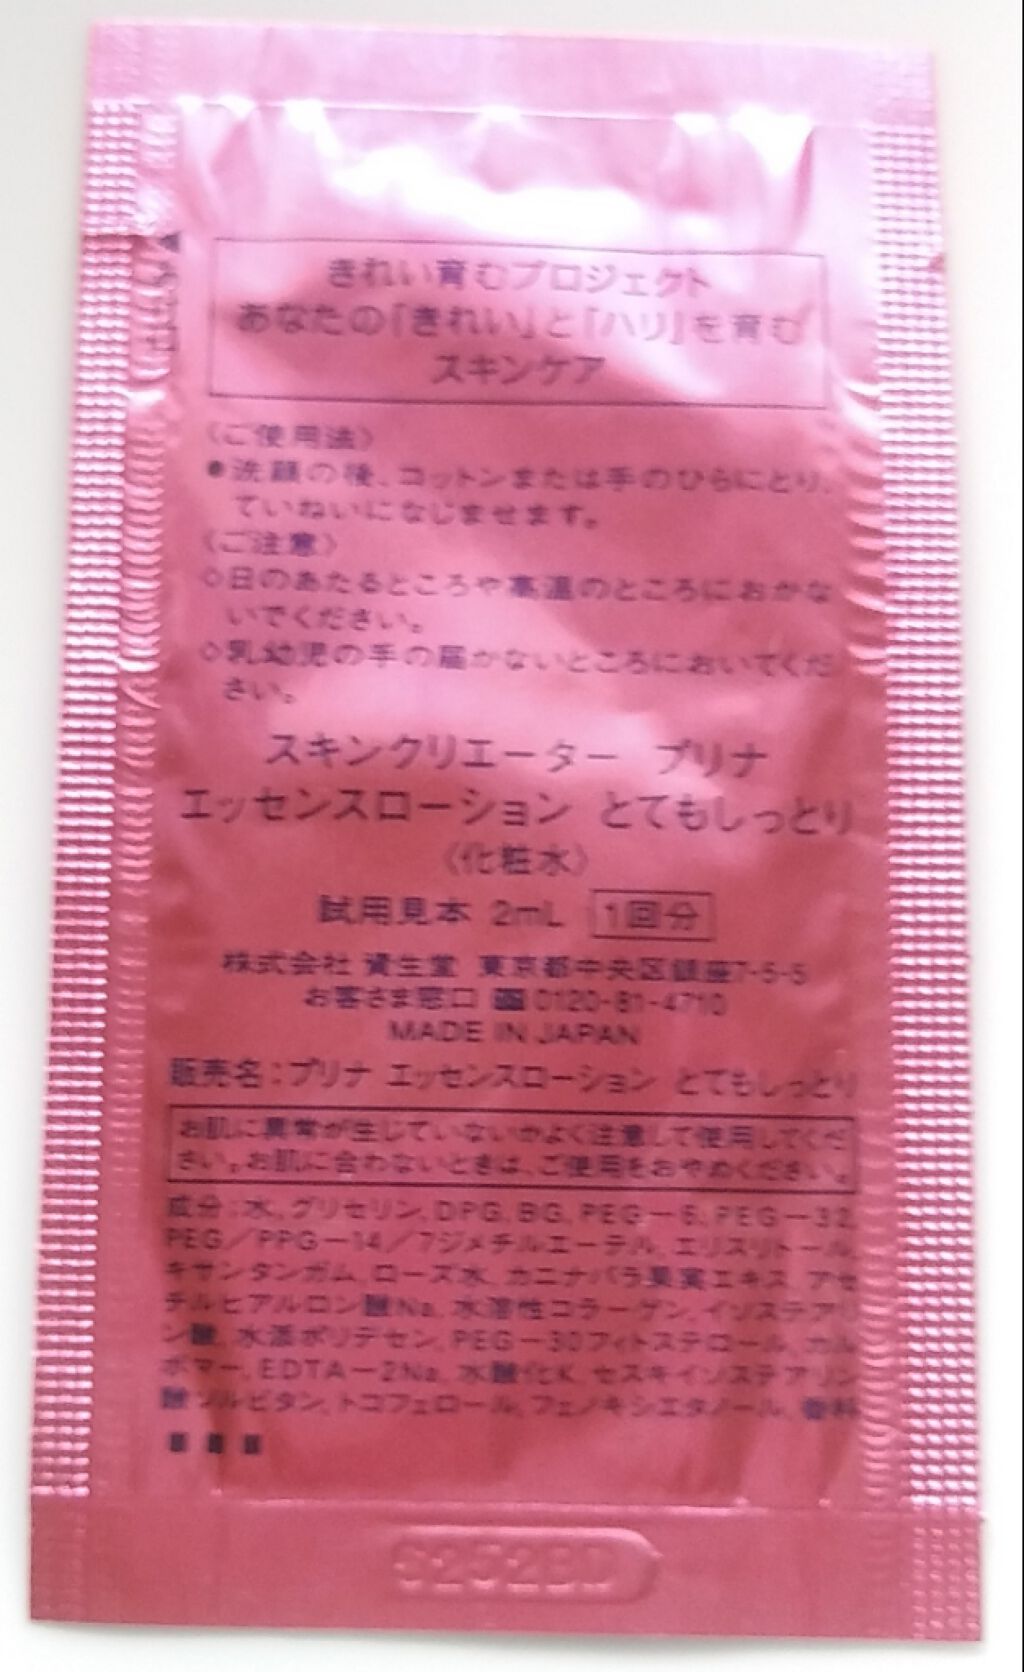 きれい育むプロジェクト
あなたの「きれい」と「ハリ」を育む
スキンケア
〈ご使用法〉
●洗顔の後、コットンまたは手のひらにとり、
ていねいになじませます。
〈ご注意〉
◇日のあたるところや高温のところにおかな
いでください。
◇乳幼児の手の届かないところにおいてくだ
さい。
スキンクリエーター プリナ
エッセンスローション とてもしっとり
〈化粧水〉
試用見本 2mL 1回分
株式会社 資生堂 東京都中央区銀座7-5-5
お客さま窓口 0120-81-4710
MADE IN JAPAN
販売名：プリナ エッセンスローション とてもしっとり
お肌に異常が生じていないかよく注意して使用してくだ
さい。お肌に合わないときは、ご使用をおやめください。
成分：水、グリセリン、DPG、BG、PEG－6、PEG－32、
PEG／PPG－14／7ジメチルエーテル、エリスリトール、
キサンタンガム、ローズ水、カニナバラ果実エキス、アセ
チルヒアルロン酸Na、水溶性コラーゲン、イソステアリ
ン酸、水添ポリデセン、PEG－30フィトステロール、カル
ボマー、EDTA－2Na、水酸化K、セスキイソステアリン
酸ソルビタン、トコフェロール、フェノキシエタノール、香料
6252BD